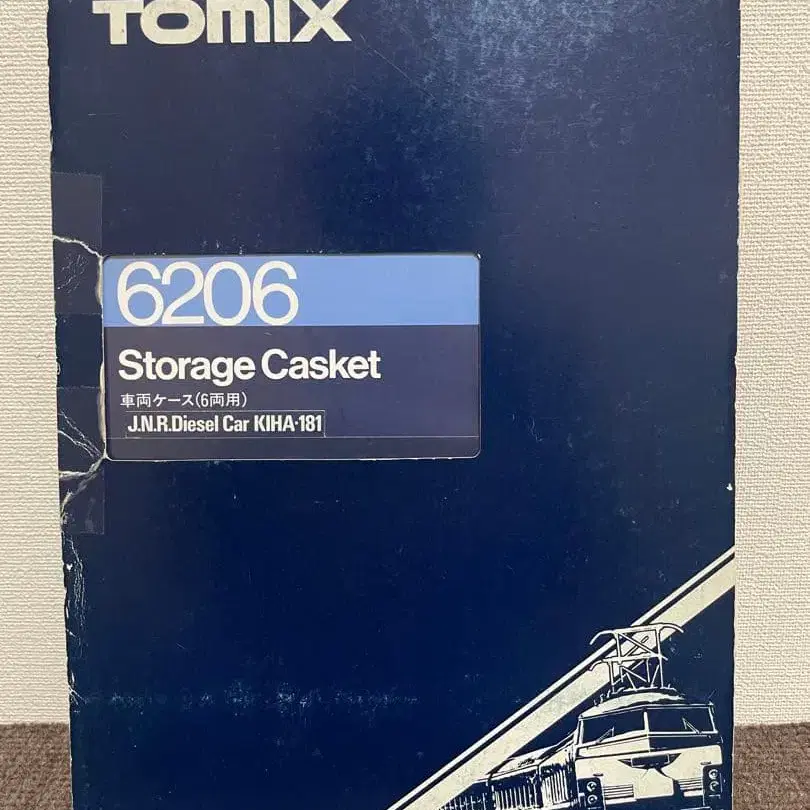 TOMIX
6206
Storage Casket
車両ケース(6両用)
J.N.R.Diesel Car KIHA·181